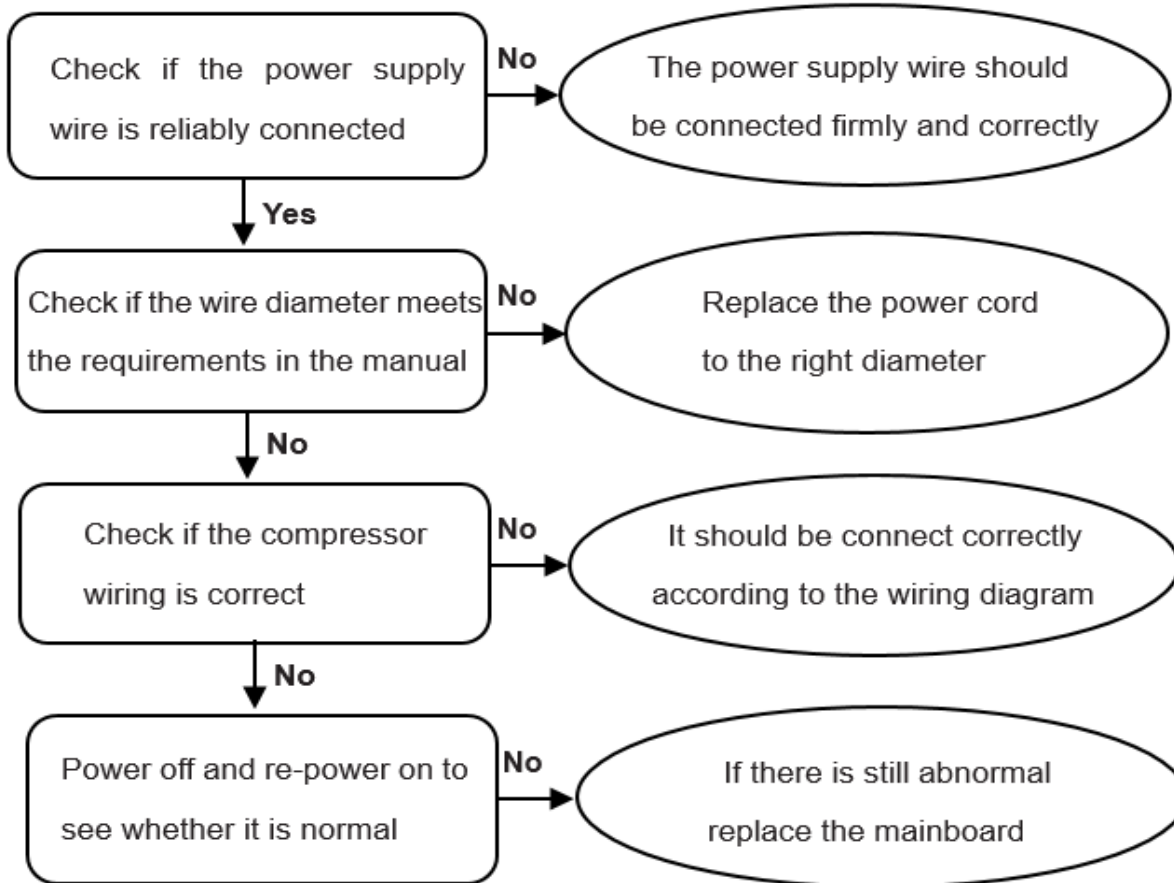 Check if the power supply
wire is reliably connected
No
The power supply wire should
be connected firmly and correctly
Yes
Check if the wire diameter meets
the requirements in the manual
No
Replace the power cord
to the right diameter
No
Check if the compressor
wiring is correct
No
It should be connect correctly
according to the wiring diagram
No
Power off and re-power on to
see whether it is normal
No
If there is still abnormal
replace the mainboard